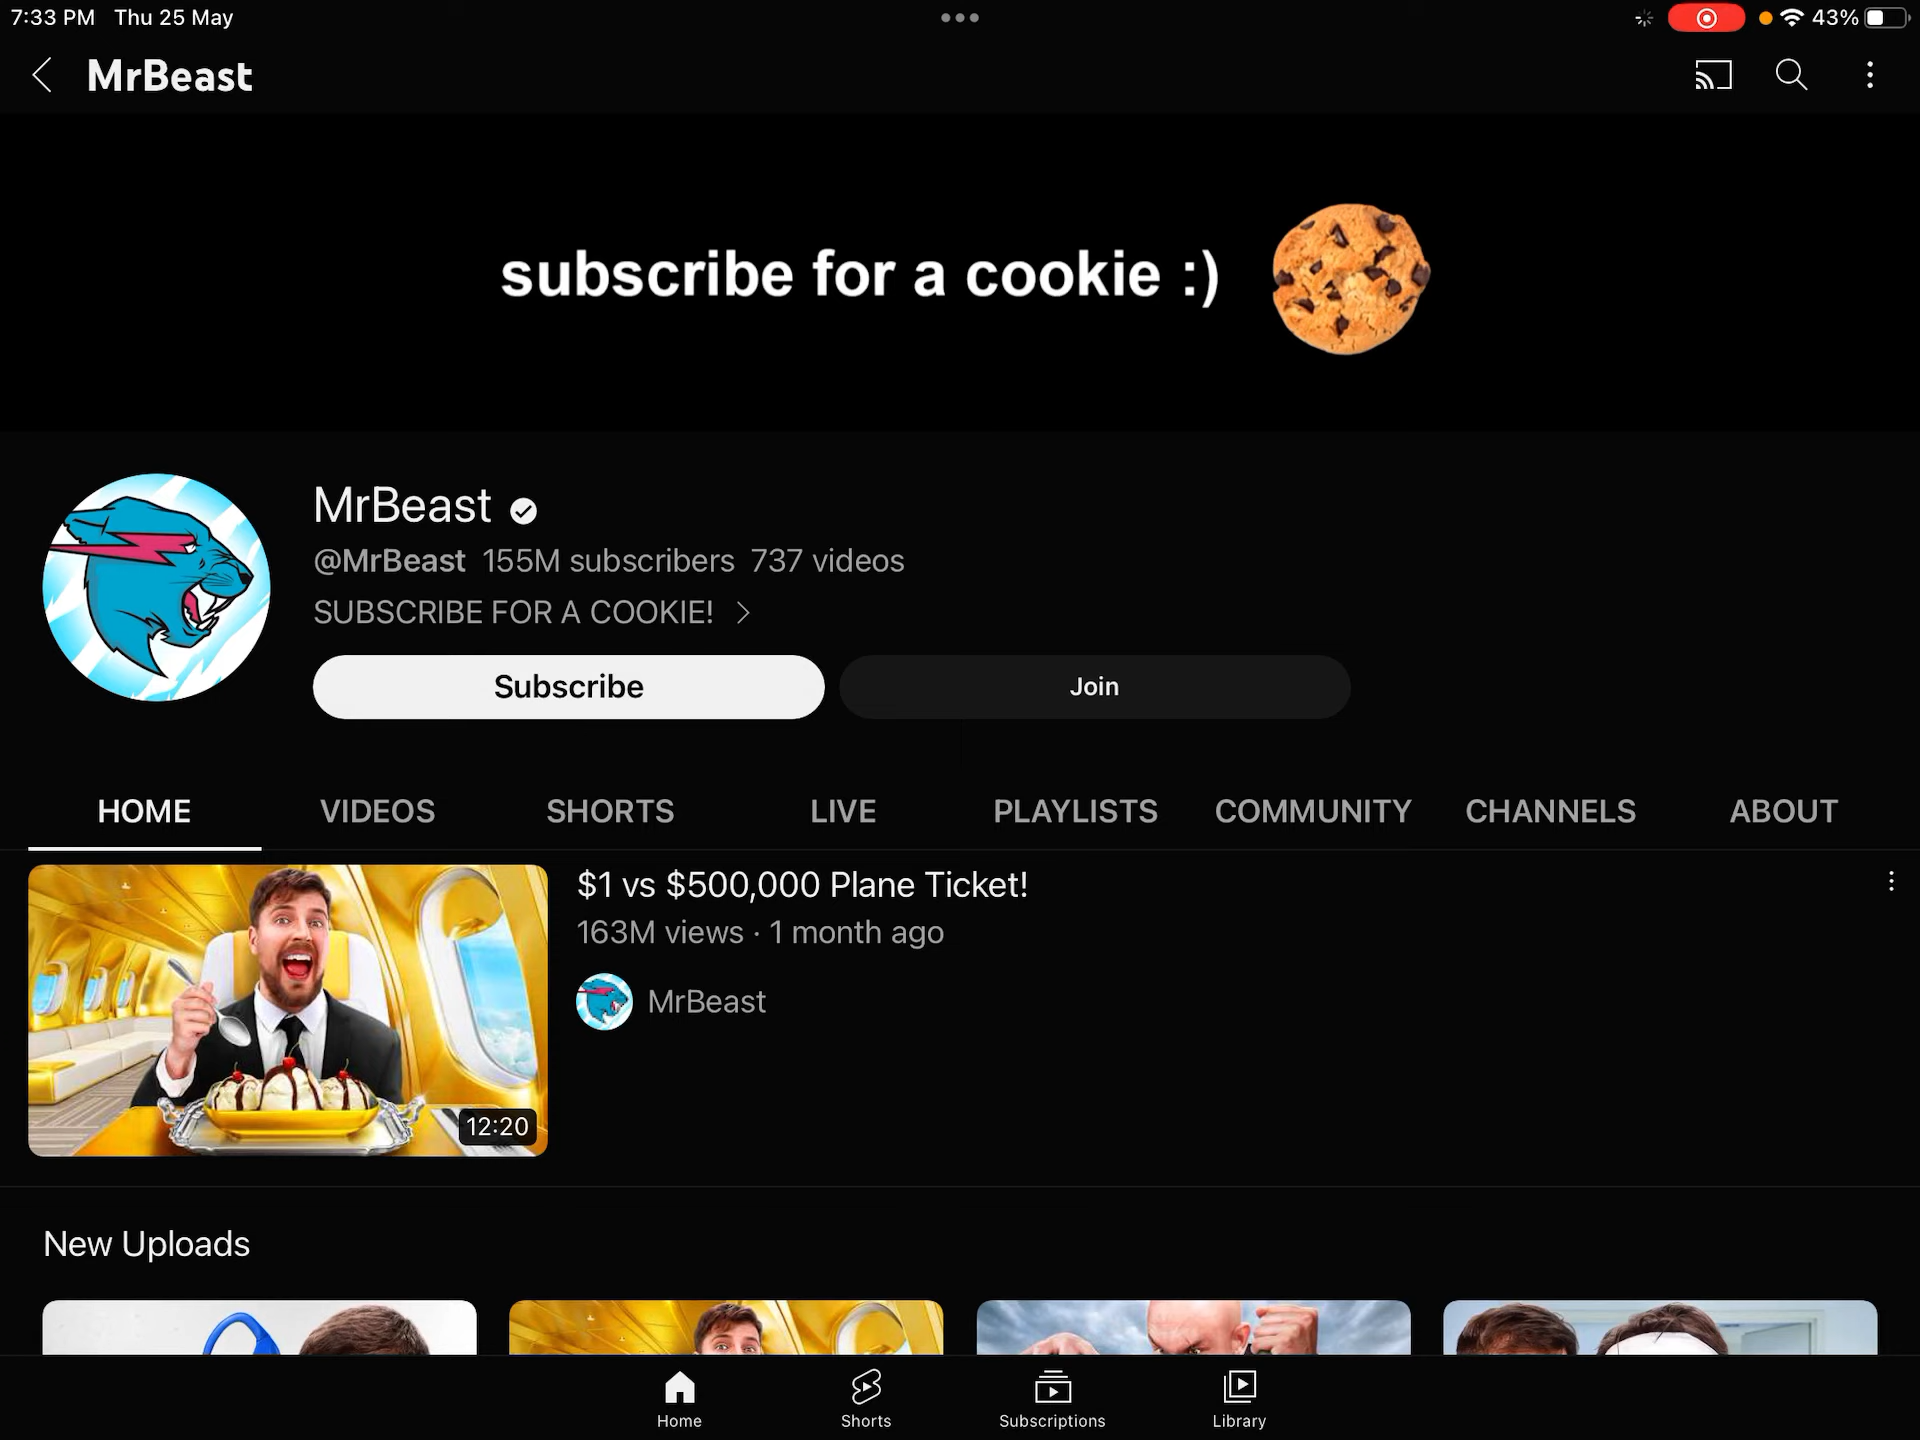 7:33 PM Thu 25 May
43%
MrBeast
subscribe for a cookie :)
MrBeast
@MrBeast 155M subscribers 737 videos
SUBSCRIBE FOR A COOKIE!
Subscribe
Join
HOME VIDEOS SHORTS LIVE PLAYLISTS COMMUNITY CHANNELS ABOUT
$1 vs $500,000 Plane Ticket!
163M views · 1 month ago
MrBeast
12:20
New Uploads
Home Shorts Subscriptions Library